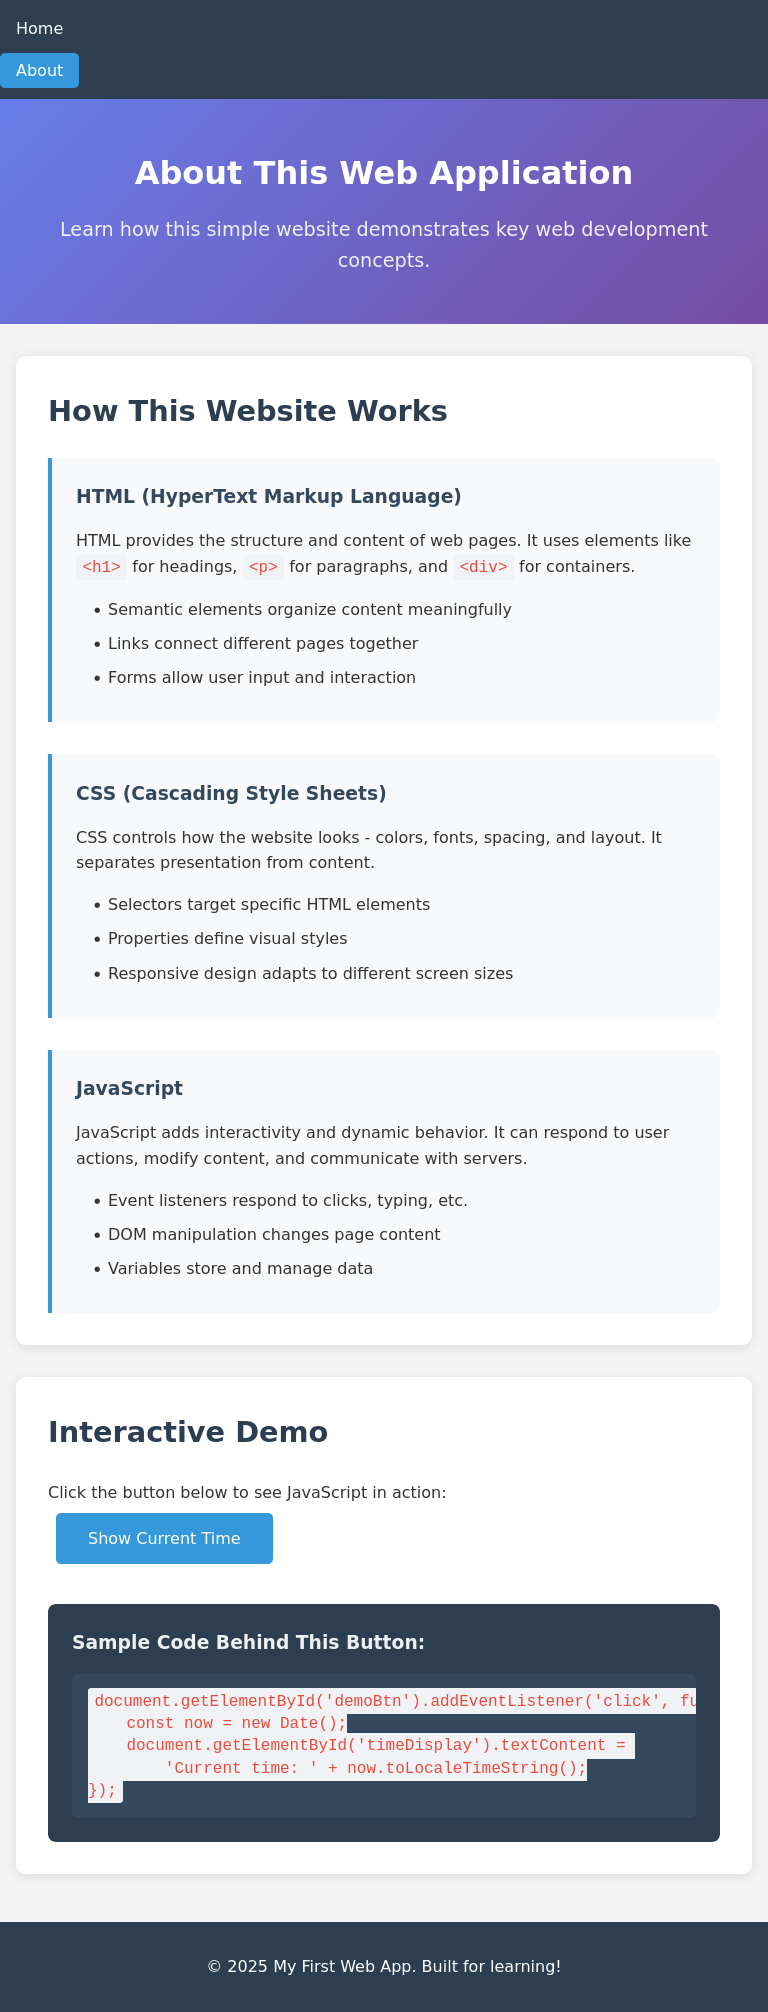 Home
About
About This Web Application
Learn how this simple website demonstrates key web development
concepts.
How This Website Works
HTML (HyperText Markup Language)
HTML provides the structure and content of web pages. It uses elements like
<h1> for headings, <p> for paragraphs, and <div> for containers.
• Semantic elements organize content meaningfully
• Links connect different pages together
• Forms allow user input and interaction
CSS (Cascading Style Sheets)
CSS controls how the website looks - colors, fonts, spacing, and layout. It
separates presentation from content.
• Selectors target specific HTML elements
• Properties define visual styles
• Responsive design adapts to different screen sizes
JavaScript
JavaScript adds interactivity and dynamic behavior. It can respond to user
actions, modify content, and communicate with servers.
• Event listeners respond to clicks, typing, etc.
• DOM manipulation changes page content
• Variables store and manage data
Interactive Demo
Click the button below to see JavaScript in action:
Show Current Time
Sample Code Behind This Button:
document.getElementById('demoBtn').addEventListener('click', fu
    const now = new Date();
    document.getElementById('timeDisplay').textContent =
        'Current time: ' + now.toLocaleTimeString();
});
© 2025 My First Web App. Built for learning!